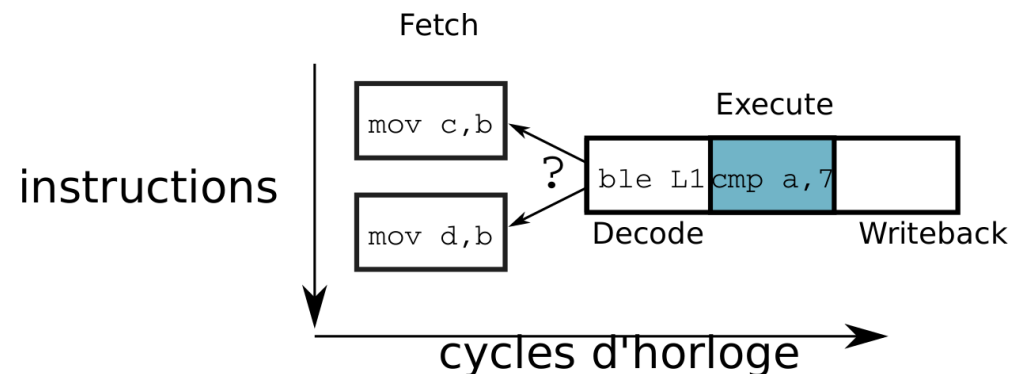 Fetch
mov c,b
Execute
?
instructions
ble L1
cmp a,7
mov d,b
Decode
Writeback
cycles d'horloge